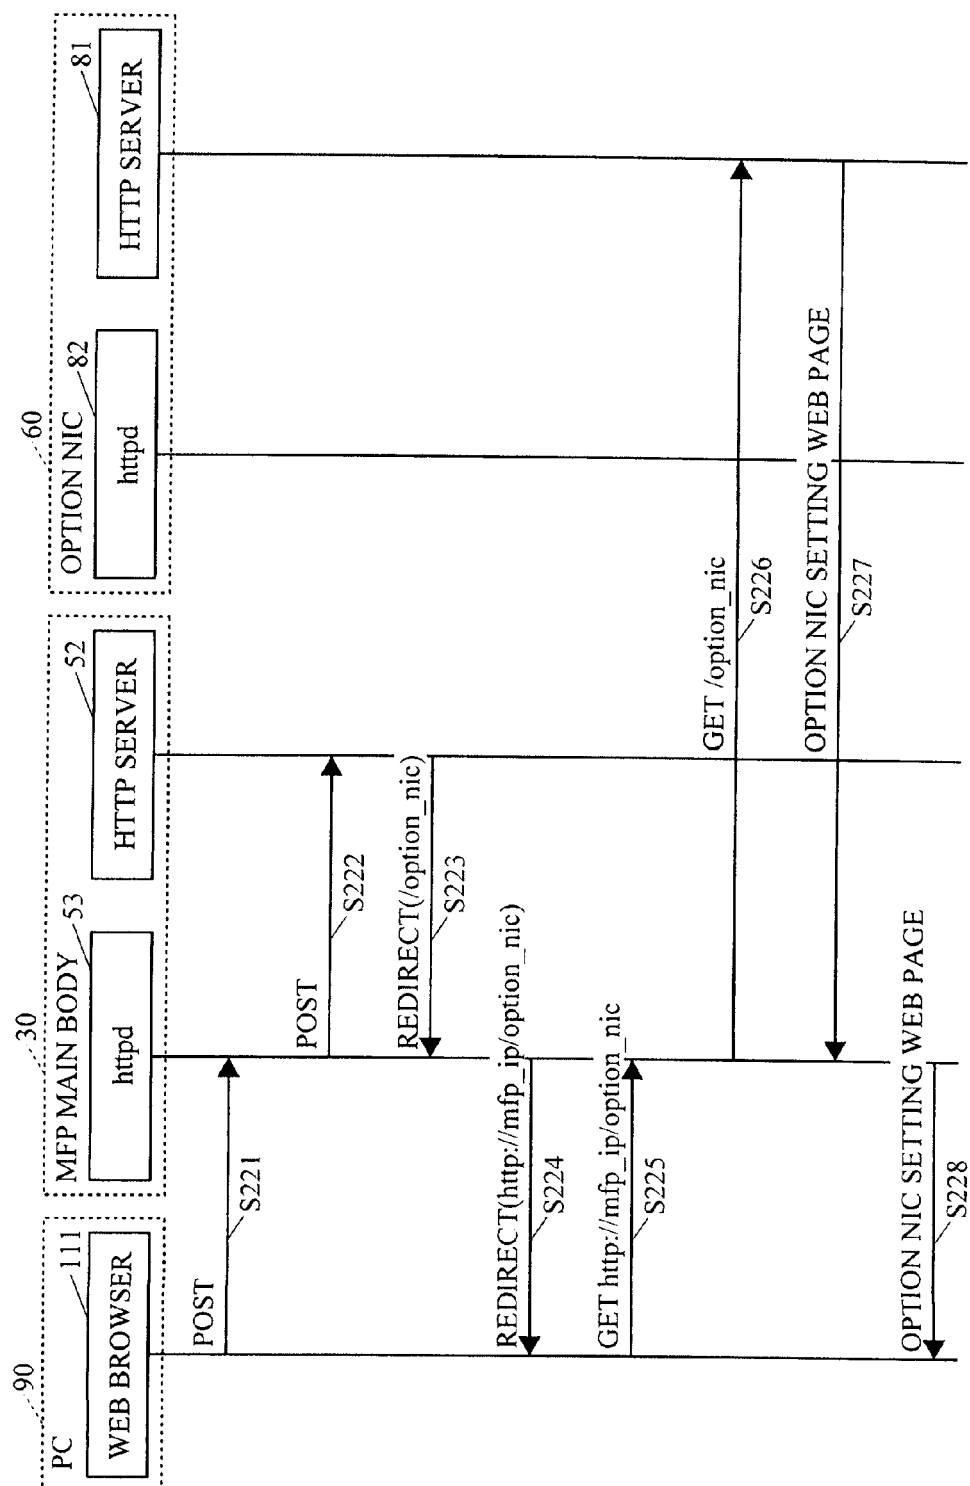 90
PC
111
WEB BROWSER
30
MFP MAIN BODY
53
httpd
52
HTTP SERVER
60
OPTION NIC
82
httpd
81
HTTP SERVER
POST
S221
POST
S222
REDIRECT(/option_nic)
S223
REDIRECT(http://mfp_ip/option_nic)
S224
GET http://mfp_ip/option_nic
S225
GET /option_nic
S226
OPTION NIC SETTING WEB PAGE
S227
OPTION NIC SETTING WEB PAGE
S228